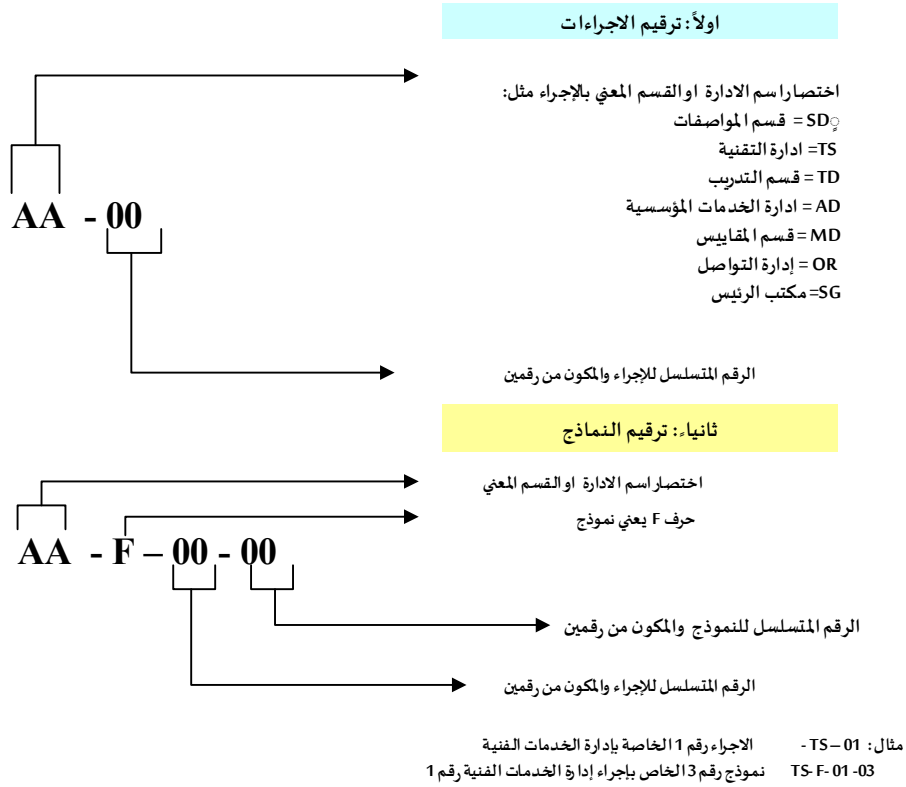 اولاً : ترقيم الاجراءات
اختصار اسم الادارة او القسم المعني بالإجراء مثل:
SD = قسم المواصفات
TS= ادارة التقنية
TD = قسم التدريب
AD = ادارة الخدمات المؤسسية
MD = قسم المقاييس
OR = إدارة التواصل
SG= مكتب الرئيس
AA - 00
الرقم المتسلسل للإجراء والمكون من رقمين
ثانياء: ترقيم النماذج
اختصار اسم الادارة او القسم المعني
حرف F يعني نموذج
AA - F – 00 - 00
الرقم المتسلسل للنموذج والمكون من رقمين
الرقم المتسلسل للإجراء والمكون من رقمين
مثال : TS – 01 - الاجراء رقم 1 الخاصة بإدارة الخدمات الفنية
TS- F- 01 -03 نموذج رقم 3 الخاص بإجراء إدارة الخدمات الفنية رقم 1